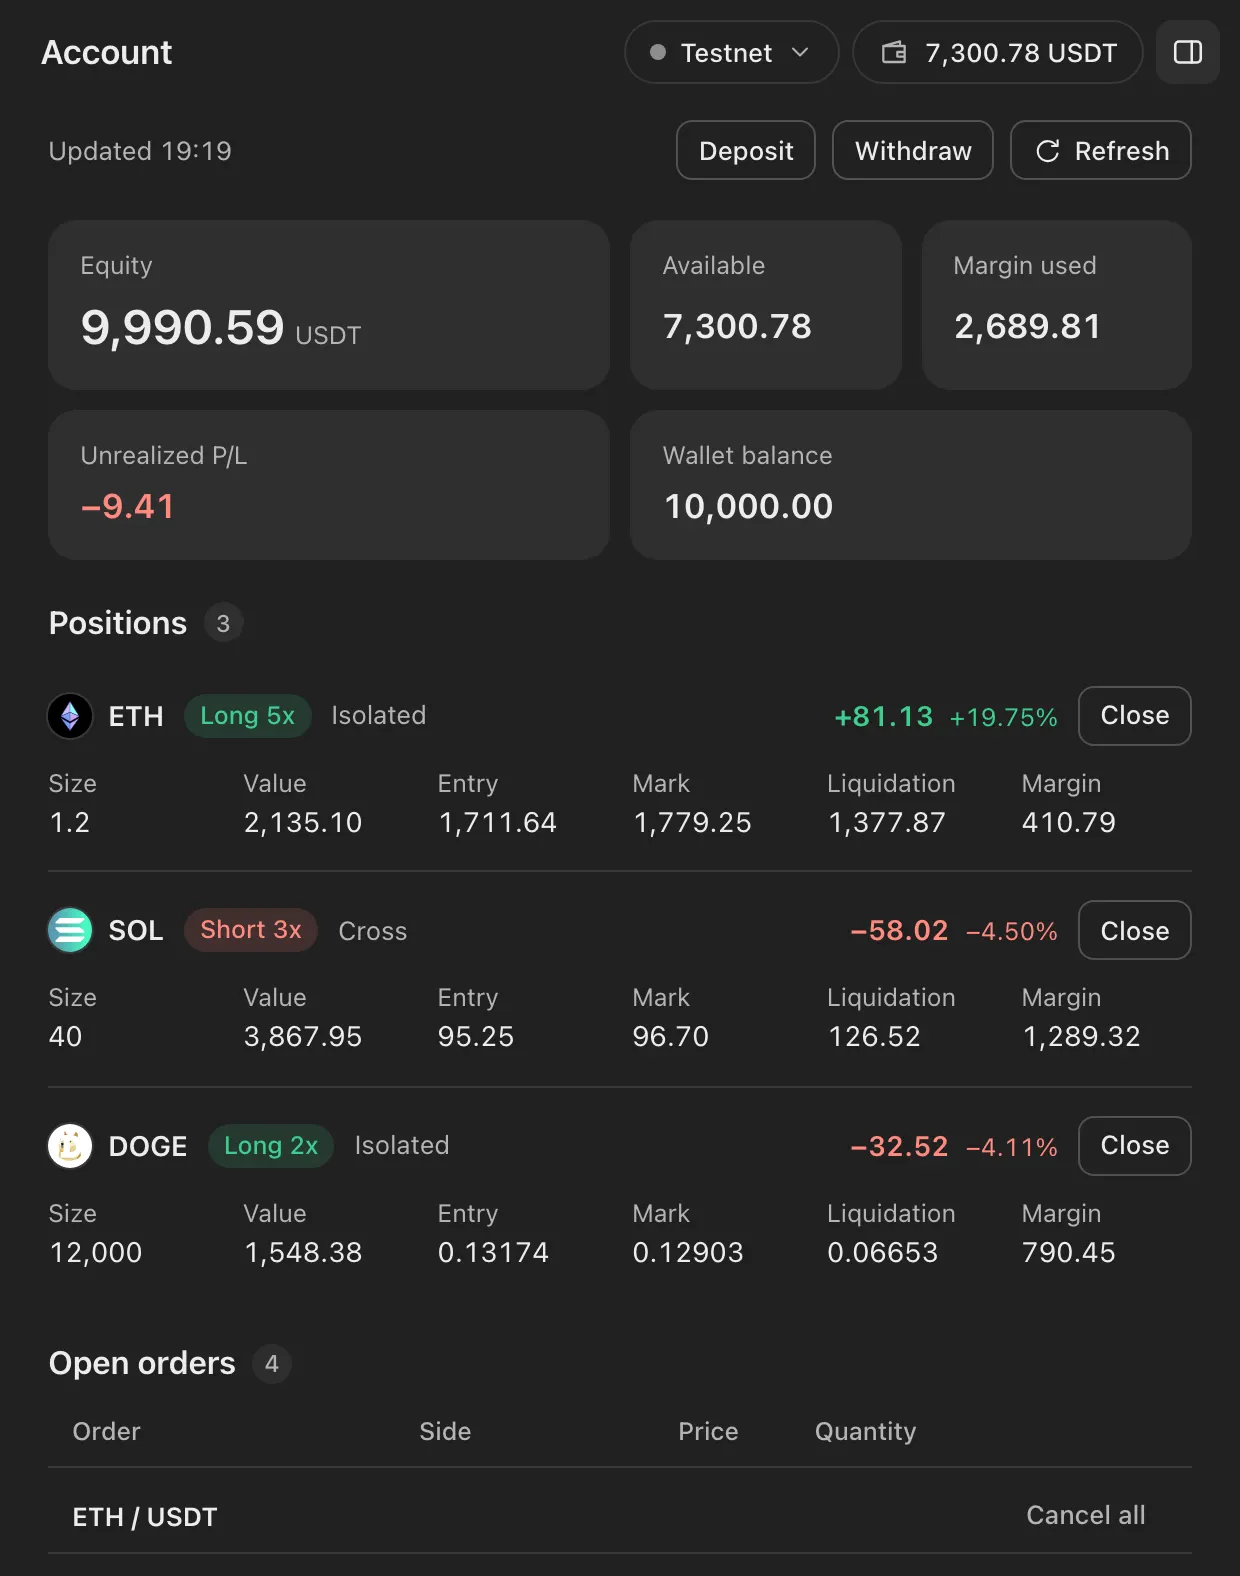 Account
Testnet
7,300.78 USDT
Updated 19:19
Deposit
Withdraw
Refresh
Equity
9,990.59 USDT
Available
7,300.78
Margin used
2,689.81
Unrealized P/L
−9.41
Wallet balance
10,000.00
Positions 3
ETH Long 5x Isolated +81.13 +19.75% Close
Size Value Entry Mark Liquidation Margin
1.2 2,135.10 1,711.64 1,779.25 1,377.87 410.79
SOL Short 3x Cross −58.02 −4.50% Close
Size Value Entry Mark Liquidation Margin
40 3,867.95 95.25 96.70 126.52 1,289.32
DOGE Long 2x Isolated −32.52 −4.11% Close
Size Value Entry Mark Liquidation Margin
12,000 1,548.38 0.13174 0.12903 0.06653 790.45
Open orders 4
Order Side Price Quantity
ETH / USDT Cancel all